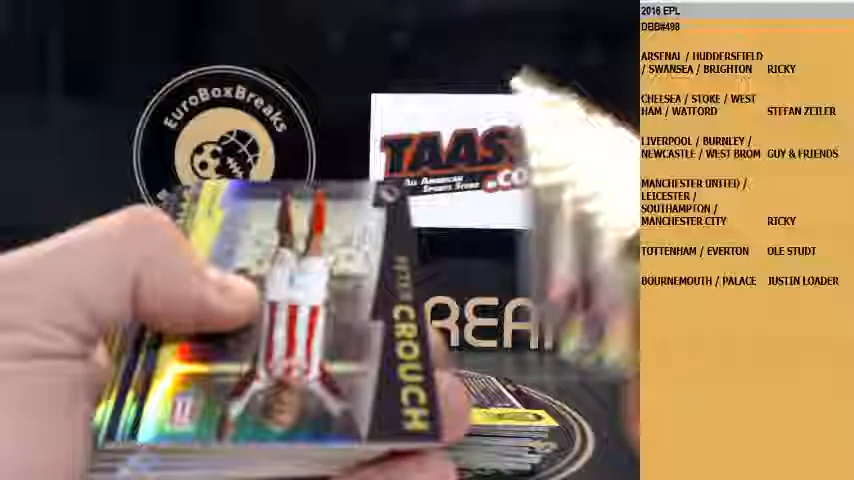 2016 EPL
DBB#498
ARSENAL / HUDDERSFIELD
/ SWANSEA / BRIGHTON RICKY
CHELSEA / STOKE / WEST
HAM / WATFORD STEFAN ZEILER
LIVERPOOL / BURNLEY /
NEWCASTLE / WEST BROM GUY & FRIENDS
MANCHESTER UNITED /
LEICESTER /
SOUTHAMPTON /
MANCHESTER CITY RICKY
TOTTENHAM / EVERTON OLE STUDT
BOURNEMOUTH / PALACE JUSTIN LOADER
EuroBoxBreaks
TAAS
All American
Sports Store
.CO
PETER CROUCH
REA